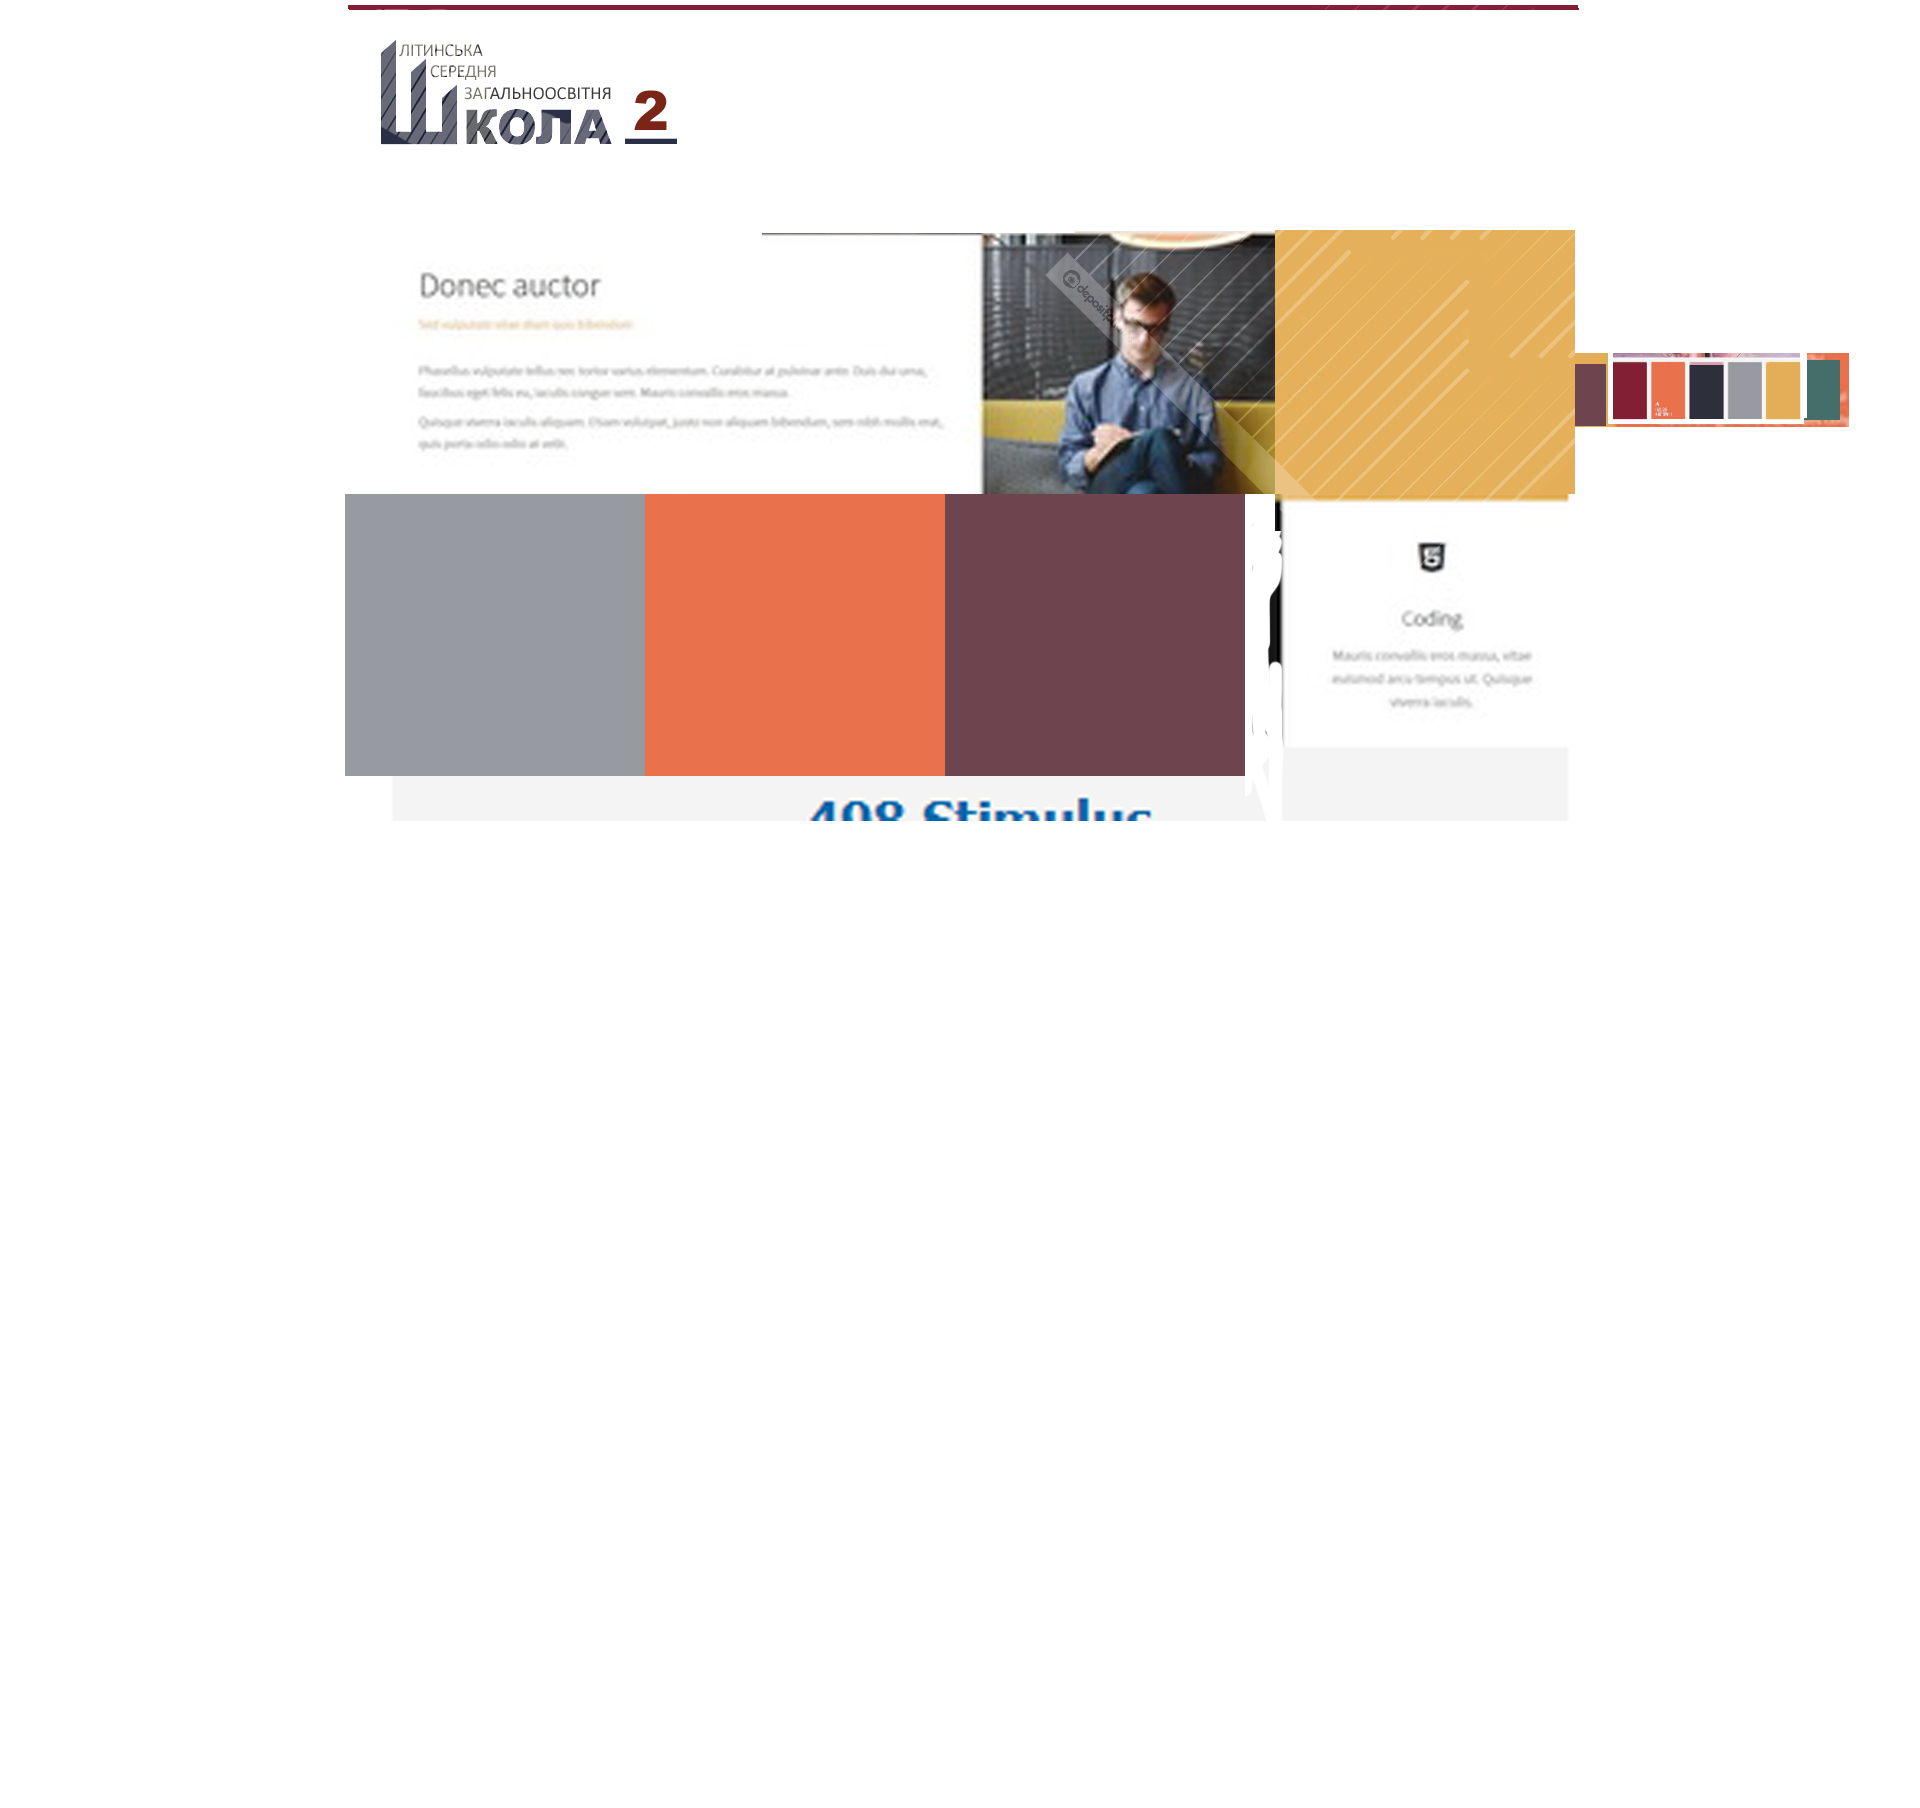 ЛІТИНСЬКА
СЕРЕДНЯ
ЗАГАЛЬНООСВІТНЯ
ШКОЛА 2
Donec auctor
Sed vulputate vitae diam quis bibendum
Phasellus vulputate tellus nec tortor varius elementum. Curabitur at pulvinar ante. Duis dui urna,
faucibus eget felis eu, iaculis congue sem. Mauris convallis eros massa.
Quisque viverra iaculis aliquam. Etiam volutpat, justo non aliquam bibendum, sem nibh mollis erat,
quis porta odio odio at velit.
Coding
Mauris convallis eros massa, vitae
euismod arcu tempus ut. Quisque
viverra iaculis.
408 Stimulus